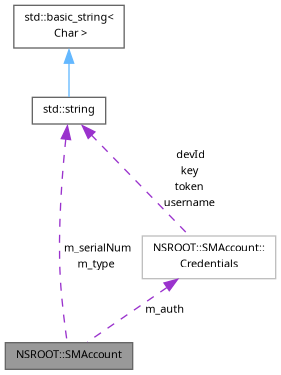 std::basic_string<
Char >
std::string
devId
key
token
username
m_serialNum
m_type
NSROOT::SMAccount::
Credentials
m_auth
NSROOT::SMAccount